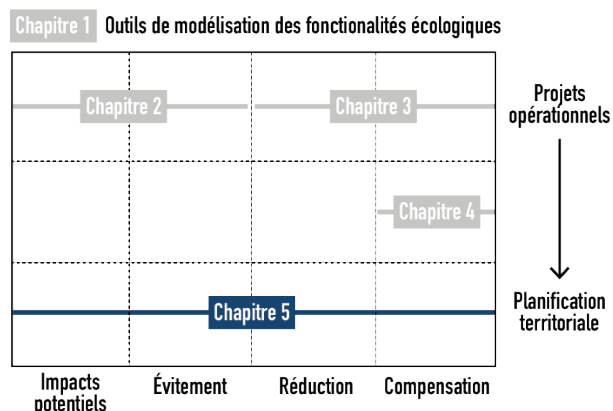 Chapitre 1 Outils de modélisation des fonctionalités écologiques
Chapitre 2
Chapitre 3
Projets
opérationnels
Chapitre 4
Chapitre 5
Planification
territoriale
Impacts
potentiels
Évitement
Réduction
Compensation